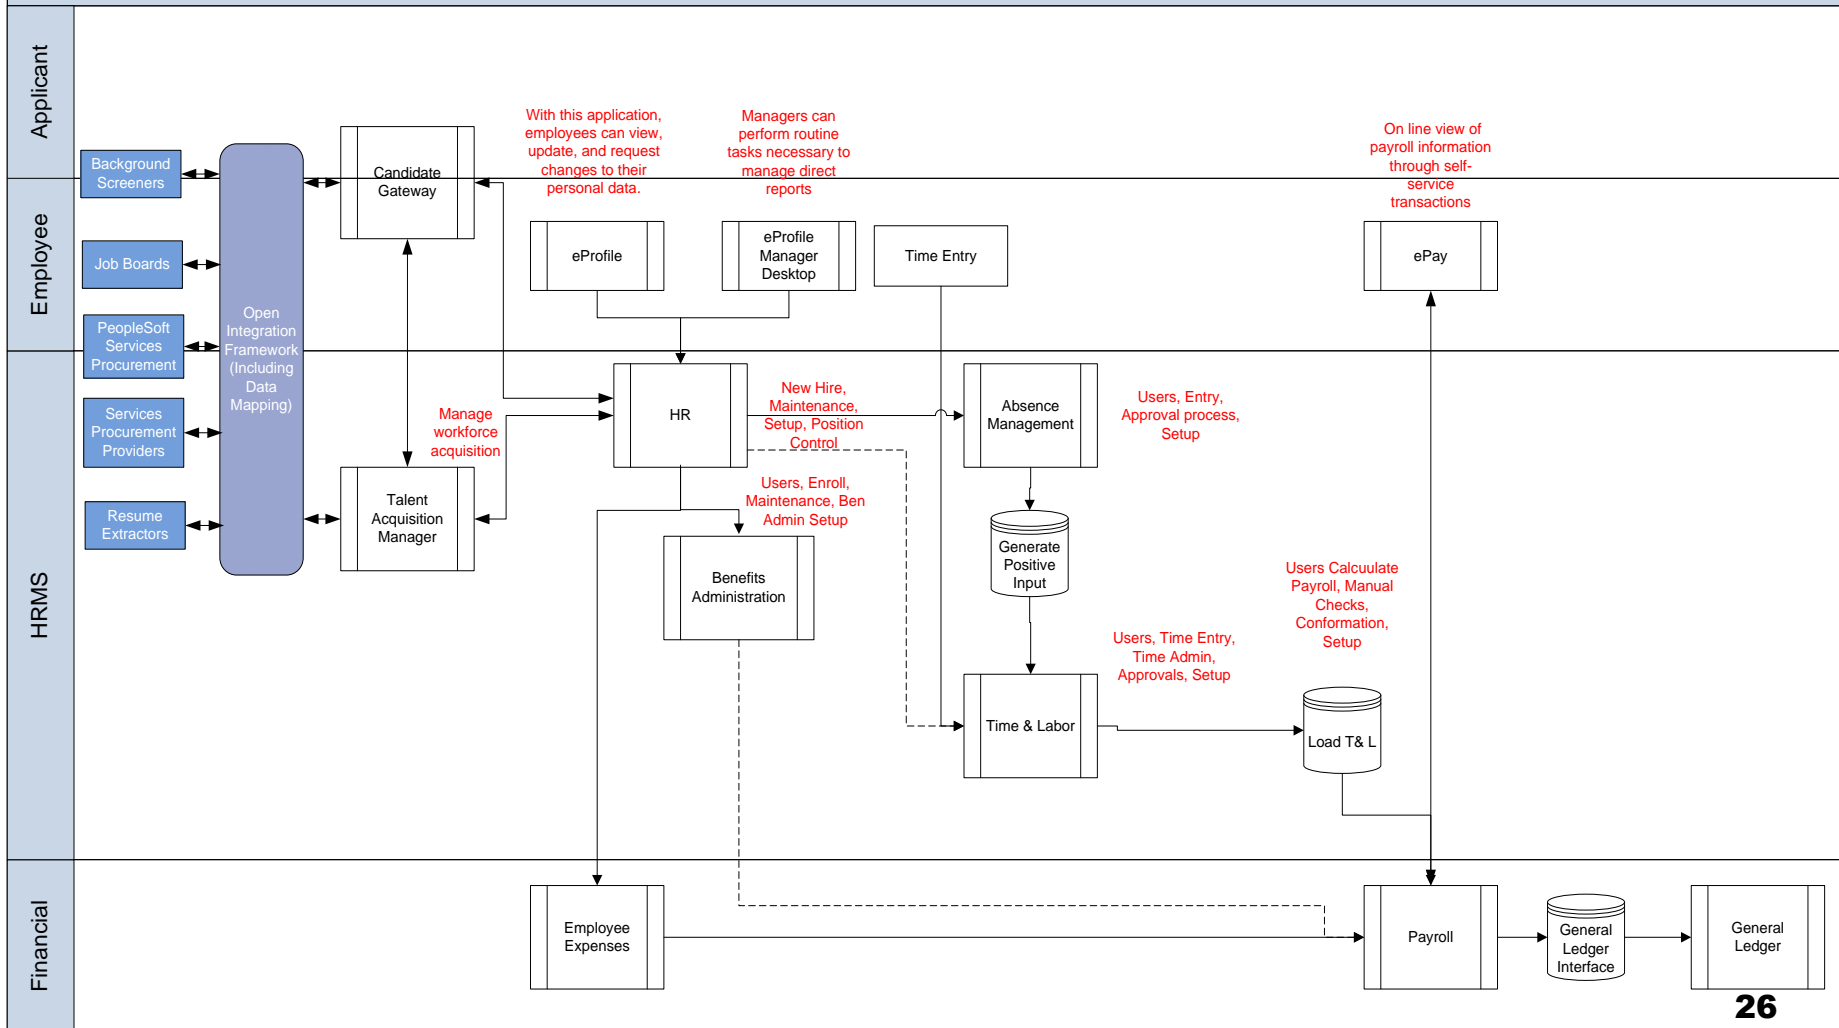 Applicant
Employee
HRMS
Financial
Background
Screeners
Job Boards
PeopleSoft
Services
Procurement
Services
Procurement
Providers
Resume
Extractors
Open
Integration
Framework
(Including
Data
Mapping)
Candidate
Gateway
Talent
Acquisition
Manager
Manage
workforce
acquisition
With this application,
employees can view,
update, and request
changes to their
personal data.
eProfile
Managers can
perform routine
tasks necessary to
manage direct
reports
eProfile
Manager
Desktop
Time Entry
On line view of
payroll information
through self-
service
transactions
ePay
HR
New Hire,
Maintenance,
Setup, Position
Control
Absence
Management
Users, Entry,
Approval process,
Setup
Users, Enroll,
Maintenance, Ben
Admin Setup
Benefits
Administration
Generate
Positive
Input
Users, Time Entry,
Time Admin,
Approvals, Setup
Time & Labor
Users Calcuulate
Payroll, Manual
Checks,
Conformation,
Setup
Load T& L
Employee
Expenses
Payroll
General
Ledger
Interface
General
Ledger
26